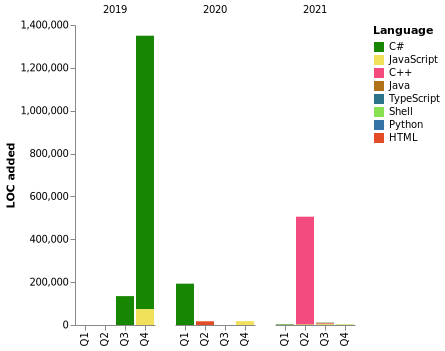 2019 2020 2021
LOC added
1,400,000
1,200,000
1,000,000
800,000
600,000
400,000
200,000
0
Q1 Q2 Q3 Q4 Q1 Q2 Q3 Q4 Q1 Q2 Q3 Q4
Language
C#
JavaScript
C++
Java
TypeScript
Shell
Python
HTML